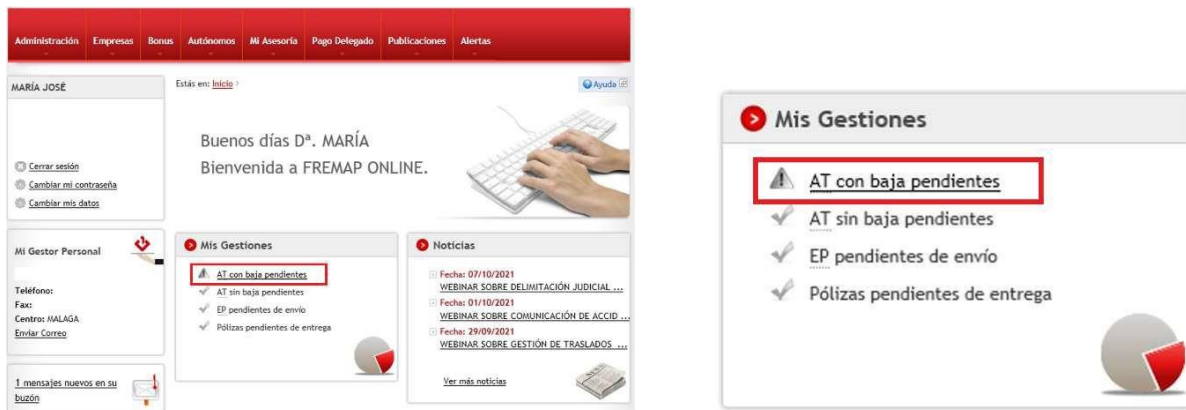 Administración Empresas Bonus Autónomos Mi Asesoría Pago Delegado Publicaciones Alertas
MARÍA JOSÉ
Cerrar sesión
Cambiar mi contraseña
Cambiar mis datos
Estás en: Inicio >
Ayuda
Buenos días Dª. MARÍA
Bienvenida a FREMAP ONLINE.
Mi Gestor Personal
Teléfono:
Fax:
Centro: MALAGA
Enviar Correo
1 mensajes nuevos en su
buzón
Mis Gestiones
AT con baja pendientes
AT sin baja pendientes
EP pendientes de envío
Pólizas pendientes de entrega
Noticias
Fecha: 07/10/2021
WEBINAR SOBRE DELIMITACIÓN JUDICIAL ...
Fecha: 01/10/2021
WEBINAR SOBRE COMUNICACIÓN DE ACCID ...
Fecha: 29/09/2021
WEBINAR SOBRE GESTIÓN DE TRASLADOS ...
Ver más noticias
Mis Gestiones
AT con baja pendientes
AT sin baja pendientes
EP pendientes de envío
Pólizas pendientes de entrega